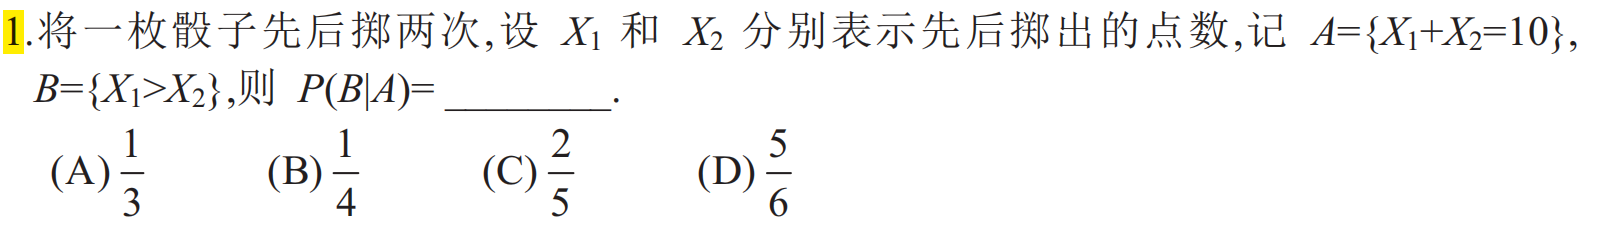 1.将一枚骰子先后掷两次,设 X₁ 和 X₂ 分别表示先后掷出的点数,记 A={X₁+X₂=10},
B={X₁>X₂},则 P(B|A)=________.
(A) 1/3 (B) 1/4 (C) 2/5 (D) 5/6